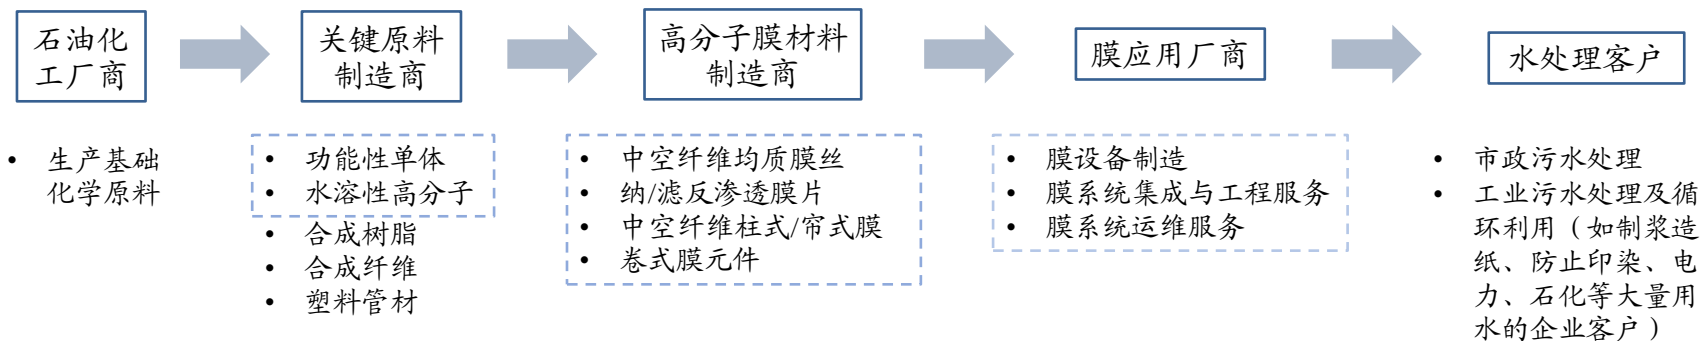 石油化
工厂商
关键原料
制造商
高分子膜材料
制造商
膜应用厂商
水处理客户
• 生产基础
化学原料
• 功能性单体
• 水溶性高分子
• 合成树脂
• 合成纤维
• 塑料管材
• 中空纤维均质膜丝
• 纳/滤反渗透膜片
• 中空纤维柱式/帘式膜
• 卷式膜元件
• 膜设备制造
• 膜系统集成与工程服务
• 膜系统运维服务
• 市政污水处理
• 工业污水处理及循
环利用（如制浆造
纸、防止印染、电
力、石化等大量用
水的企业客户）